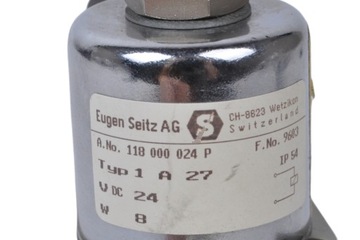 Eugen Seitz AG S CH-8623 Wetzikon
Switzerland
A.No. 118 000 024 P F.No. 9603
Typ 1 A 27 IP 54
V DC 24
W 8